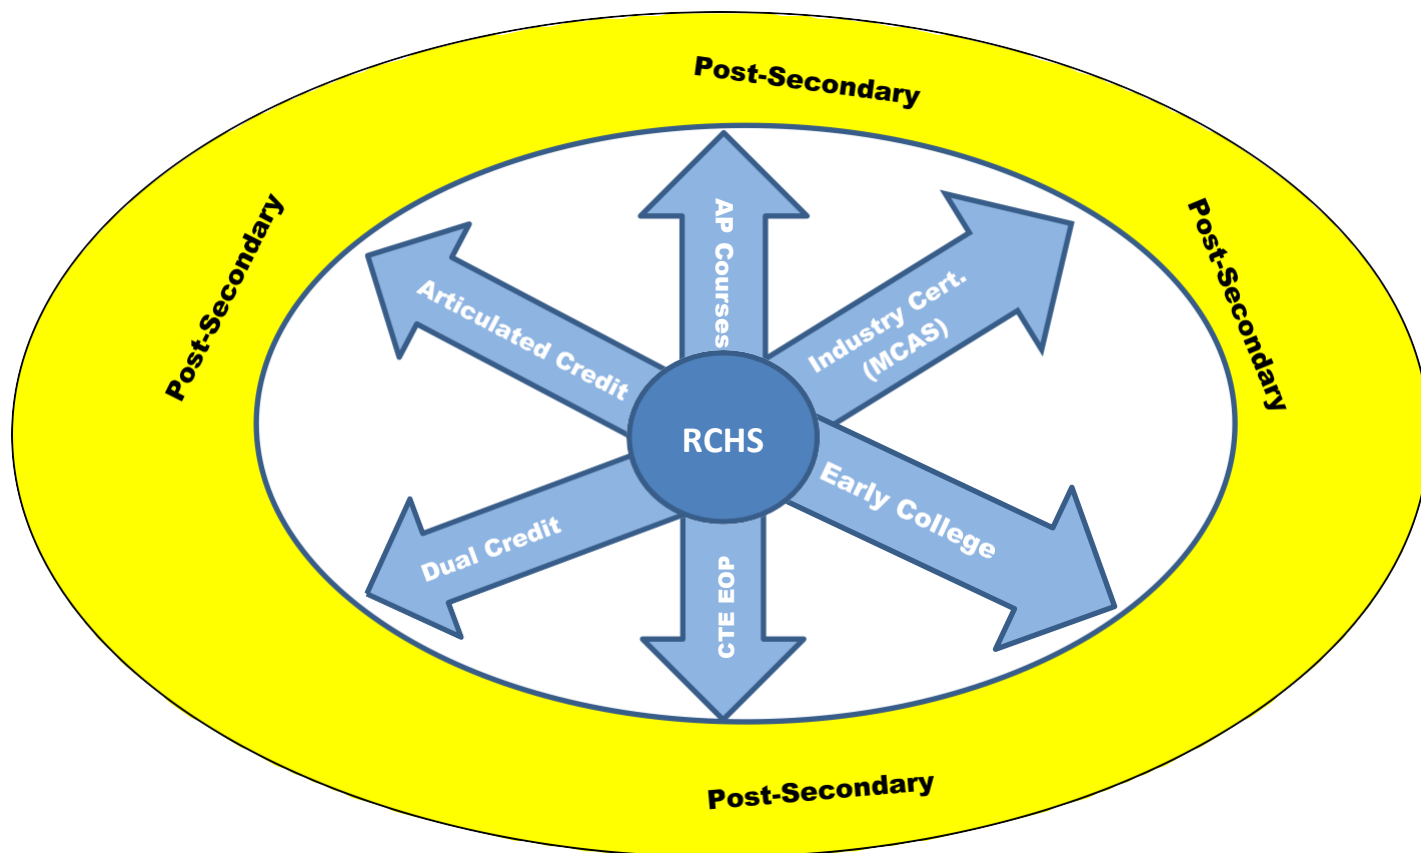 Post-Secondary
Post-Secondary
Post-Secondary
AP Courses
Articulated Credit
Industry Cert.
(MCAS)
RCHS
Early College
Dual Credit
CTE EOP
Post-Secondary